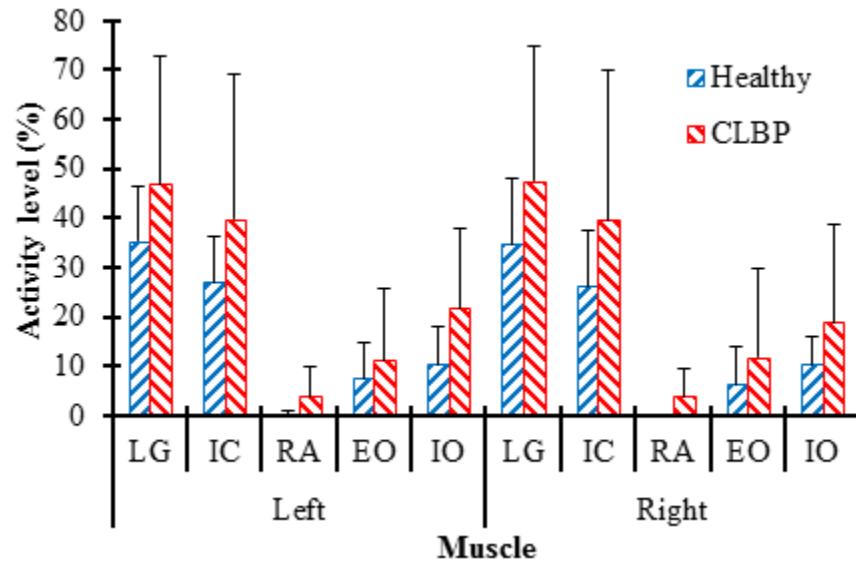 80
70
60
50
40
30
20
10
0
Activity level (%)
Healthy
CLBP
LG IC RA EO IO LG IC RA EO IO
Left Right
Muscle